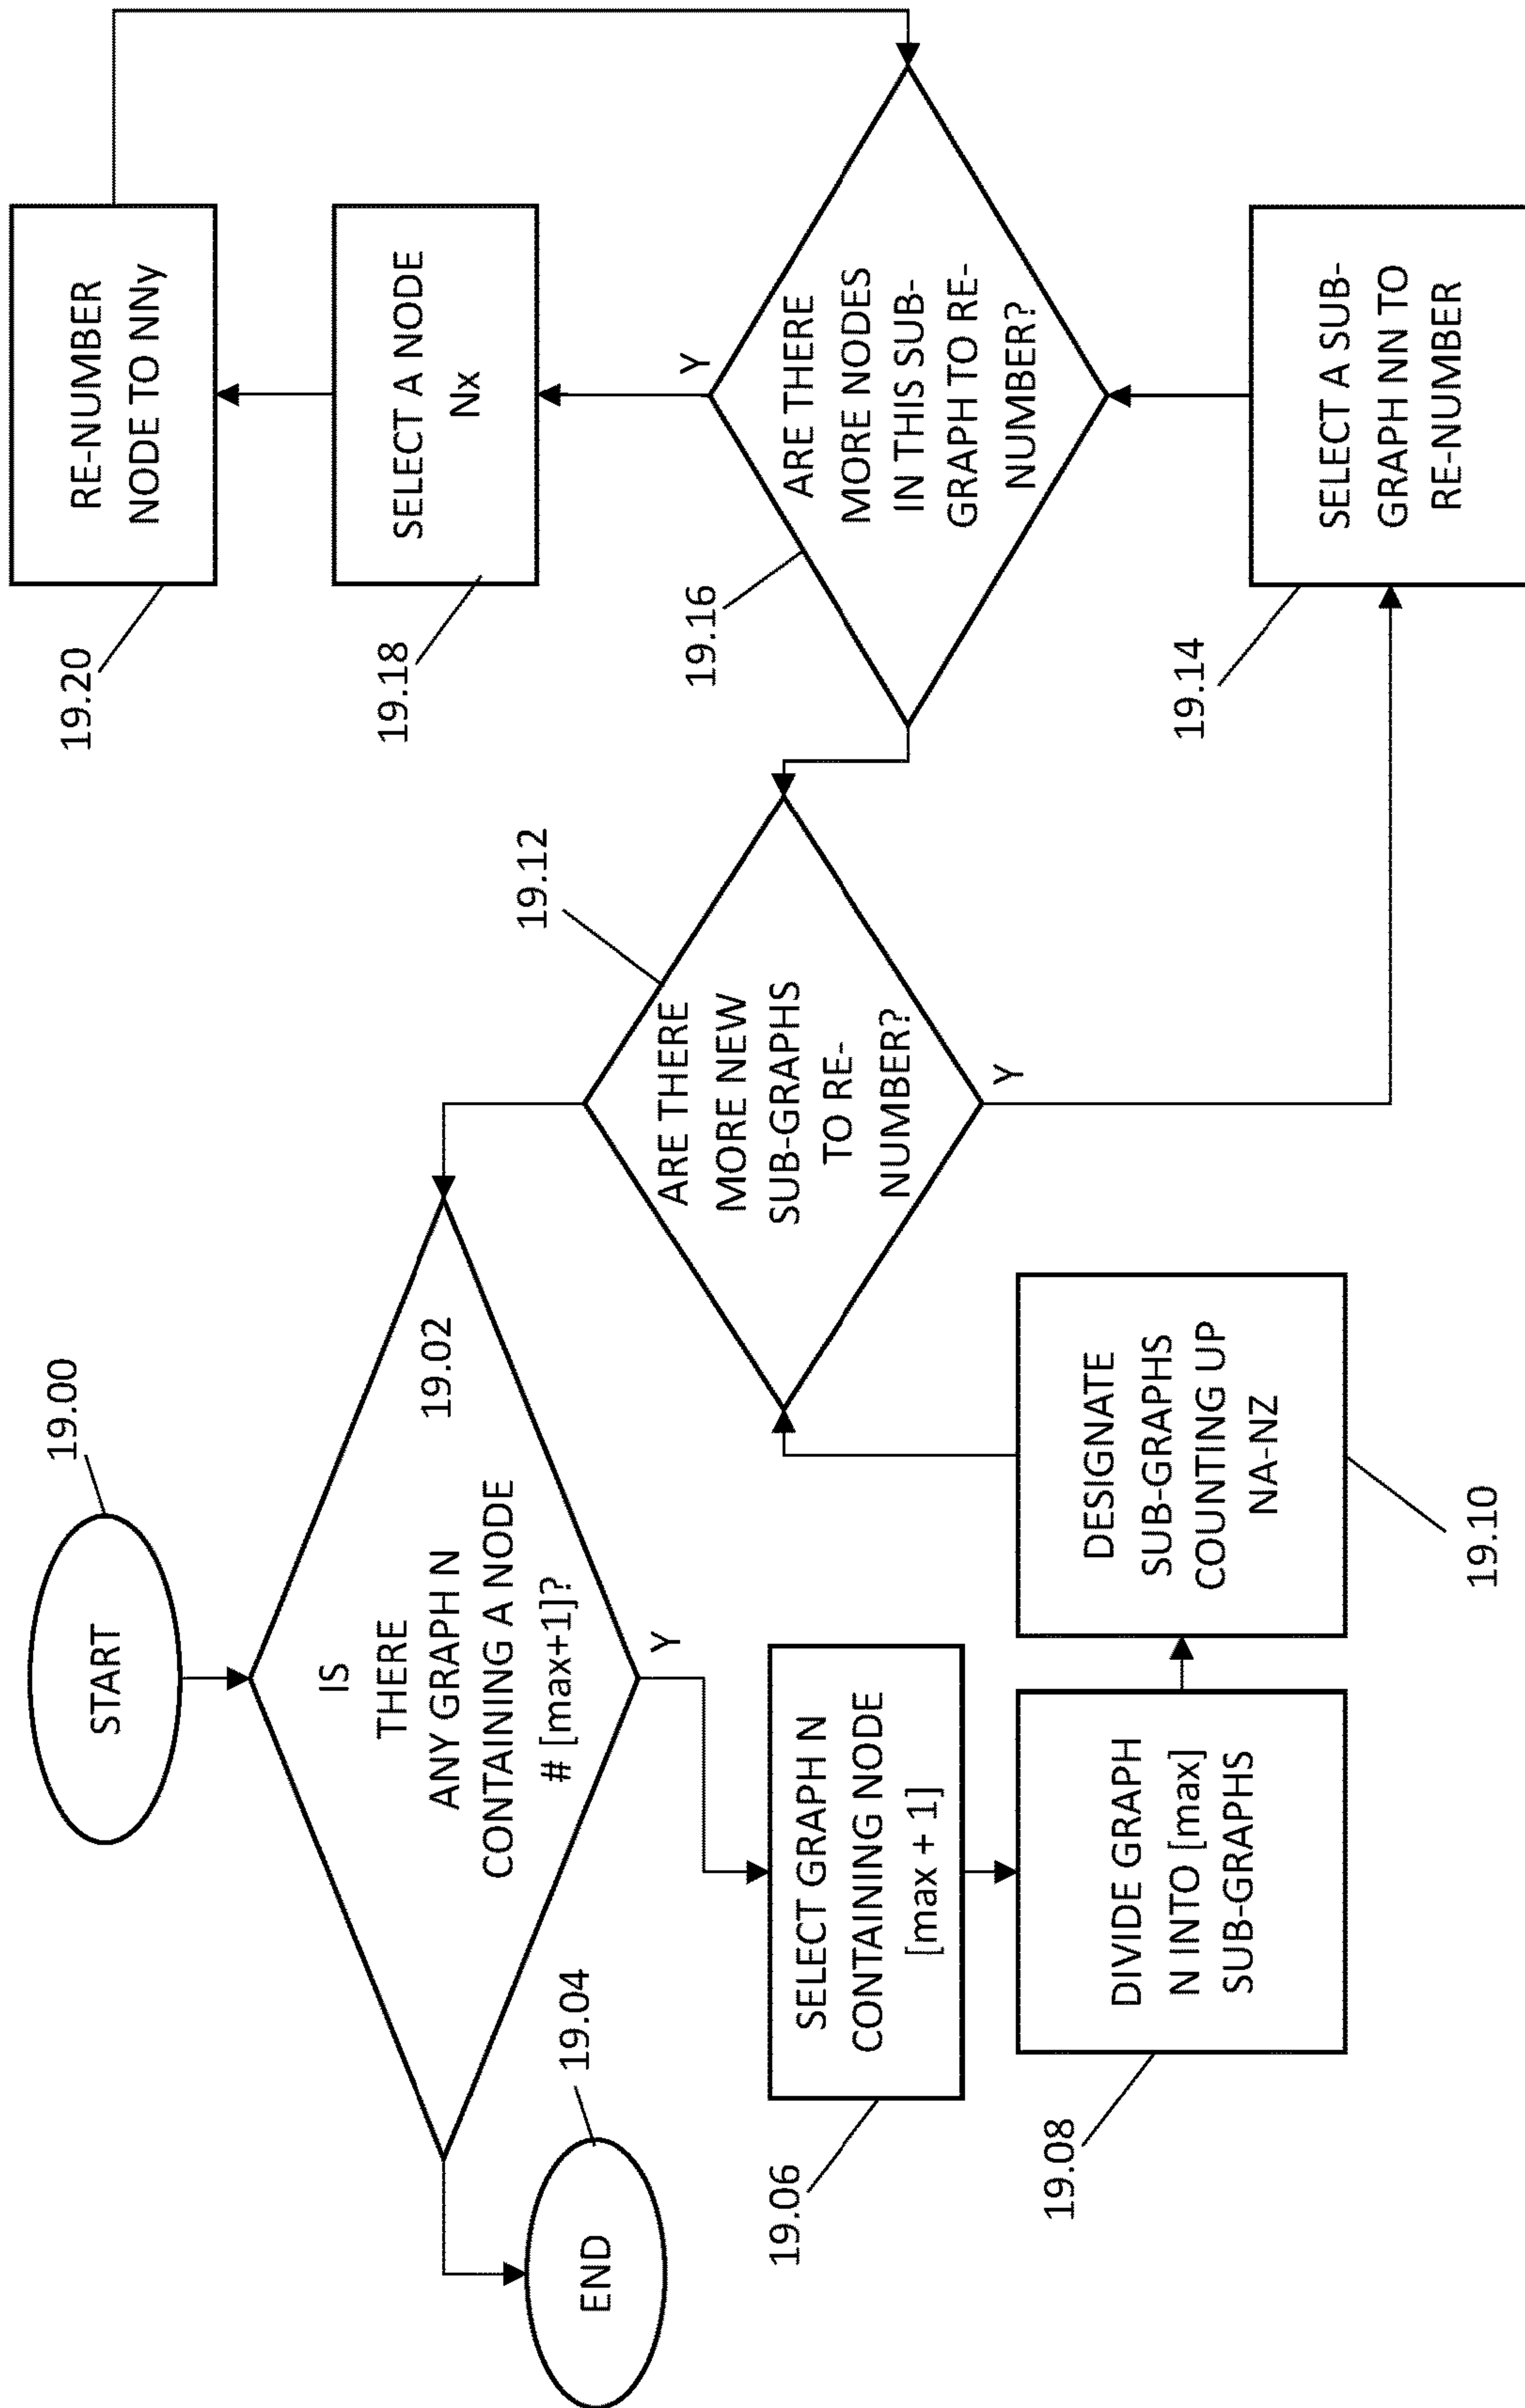 START
19.00
IS
THERE
ANY GRAPH N
CONTAINING A NODE
# [max+1]?
19.02
Y
END
19.04
SELECT GRAPH N
CONTAINING NODE
[max + 1]
19.06
DIVIDE GRAPH
N INTO [max]
SUB-GRAPHS
19.08
DESIGNATE
SUB-GRAPHS
COUNTING UP
NA-NZ
19.10
ARE THERE
MORE NEW
SUB-GRAPHS
TO RE-
NUMBER?
19.12
Y
SELECT A SUB-
GRAPH NN TO
RE-NUMBER
19.14
ARE THERE
MORE NODES
IN THIS SUB-
GRAPH TO RE-
NUMBER?
19.16
Y
SELECT A NODE
Nx
19.18
RE-NUMBER
NODE TO NNy
19.20